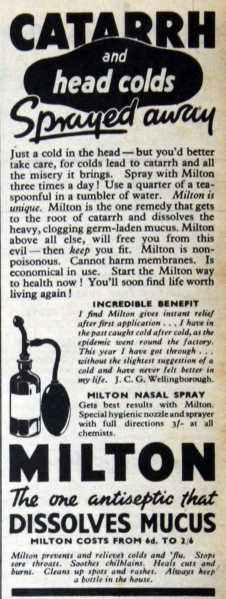 CATARRH
and
head colds
Sprayed away
Just a cold in the head — but you'd better
take care, for colds lead to catarrh and all
the misery it brings. Spray with Milton
three times a day! Use a quarter of a tea-
spoonful in a tumbler of water. Milton is
unique. Milton is the one remedy that gets
to the root of catarrh and dissolves the
heavy, clogging germ-laden mucus. Milton
above all else, will free you from this
evil — then keep you fit. Milton is non-
poisonous. Cannot harm membranes. Is
economical in use. Start the Milton way
to health now! You'll soon find life worth
living again!
INCREDIBLE BENEFIT
I find Milton gives instant relief
after first application . . . I have in
the past caught cold after cold, as the
epidemic went round the factory.
This year I have got through . . .
without the slightest suggestion of a
cold and have never felt better in
my life. J. C. G. Wellingborough.
MILTON NASAL SPRAY
Gets best results with Milton.
Special hygienic nozzle and sprayer
with full directions 3/- at all
chemists.
MILTON
The one antiseptic that
DISSOLVES MUCUS
MILTON COSTS FROM 6d. TO 2/6
Milton prevents and relieves colds and 'flu. Stops
sore throats. Soothes chilblains. Heals cuts and
burns. Cleans up spots and rashes. Always keep
a bottle in the house.